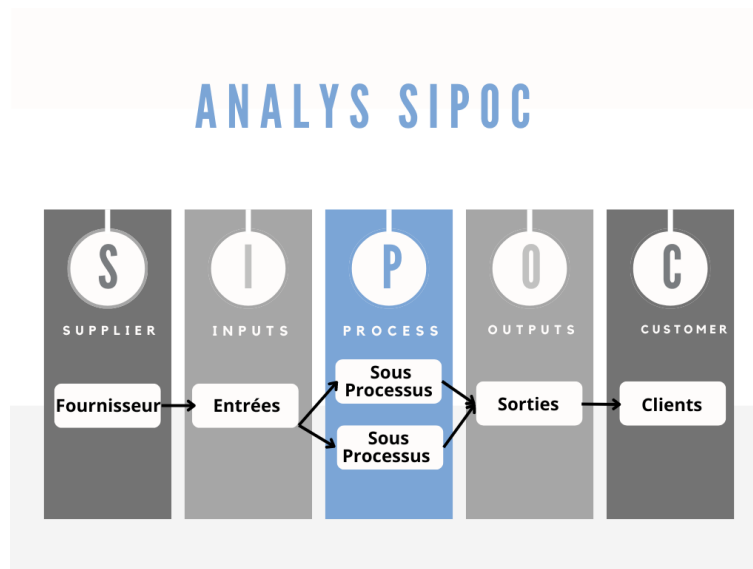 ANALYS SIPOC
S
I
P
O
C
SUPPLIER
INPUTS
PROCESS
OUTPUTS
CUSTOMER
Fournisseur
Entrées
Sous
Processus
Sous
Processus
Sorties
Clients